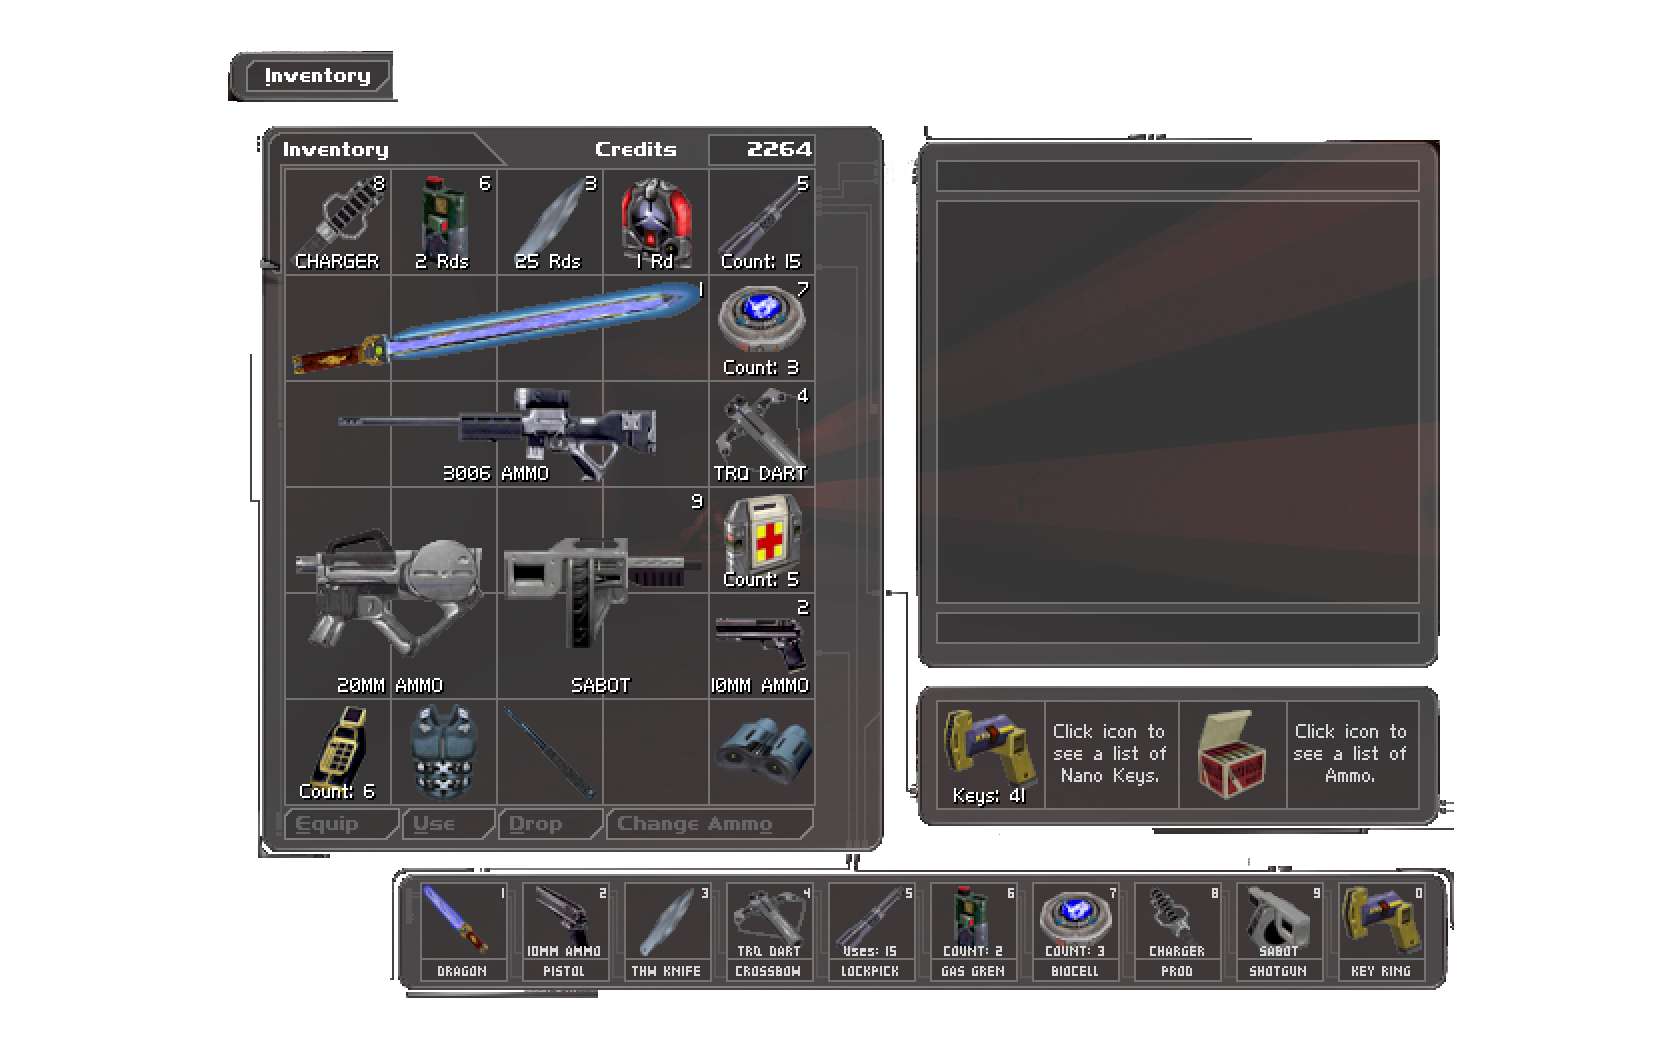 Inventory
Inventory Credits 2264
8 6 3 5
CHARGER 2 Rds 25 Rds 1 Rd Count: 15
1 7
Count: 3
4
3006 AMMO TRQ DART
9
Count: 5
2
20MM AMMO SABOT 10MM AMMO
Count: 6
Equip Use Drop Change Ammo
Click icon to
see a list of
Nano Keys.
Keys: 41
Click icon to
see a list of
Ammo.
1 2 3 4 5 6 7 8 9 0
10MM AMMO TRQ DART Uses: 15 COUNT: 2 COUNT: 3 CHARGER SABOT
DRAGON PISTOL THW KNIFE CROSSBOW LOCKPICK GAS GREN BIOCELL PROD SHOTGUN KEY RING